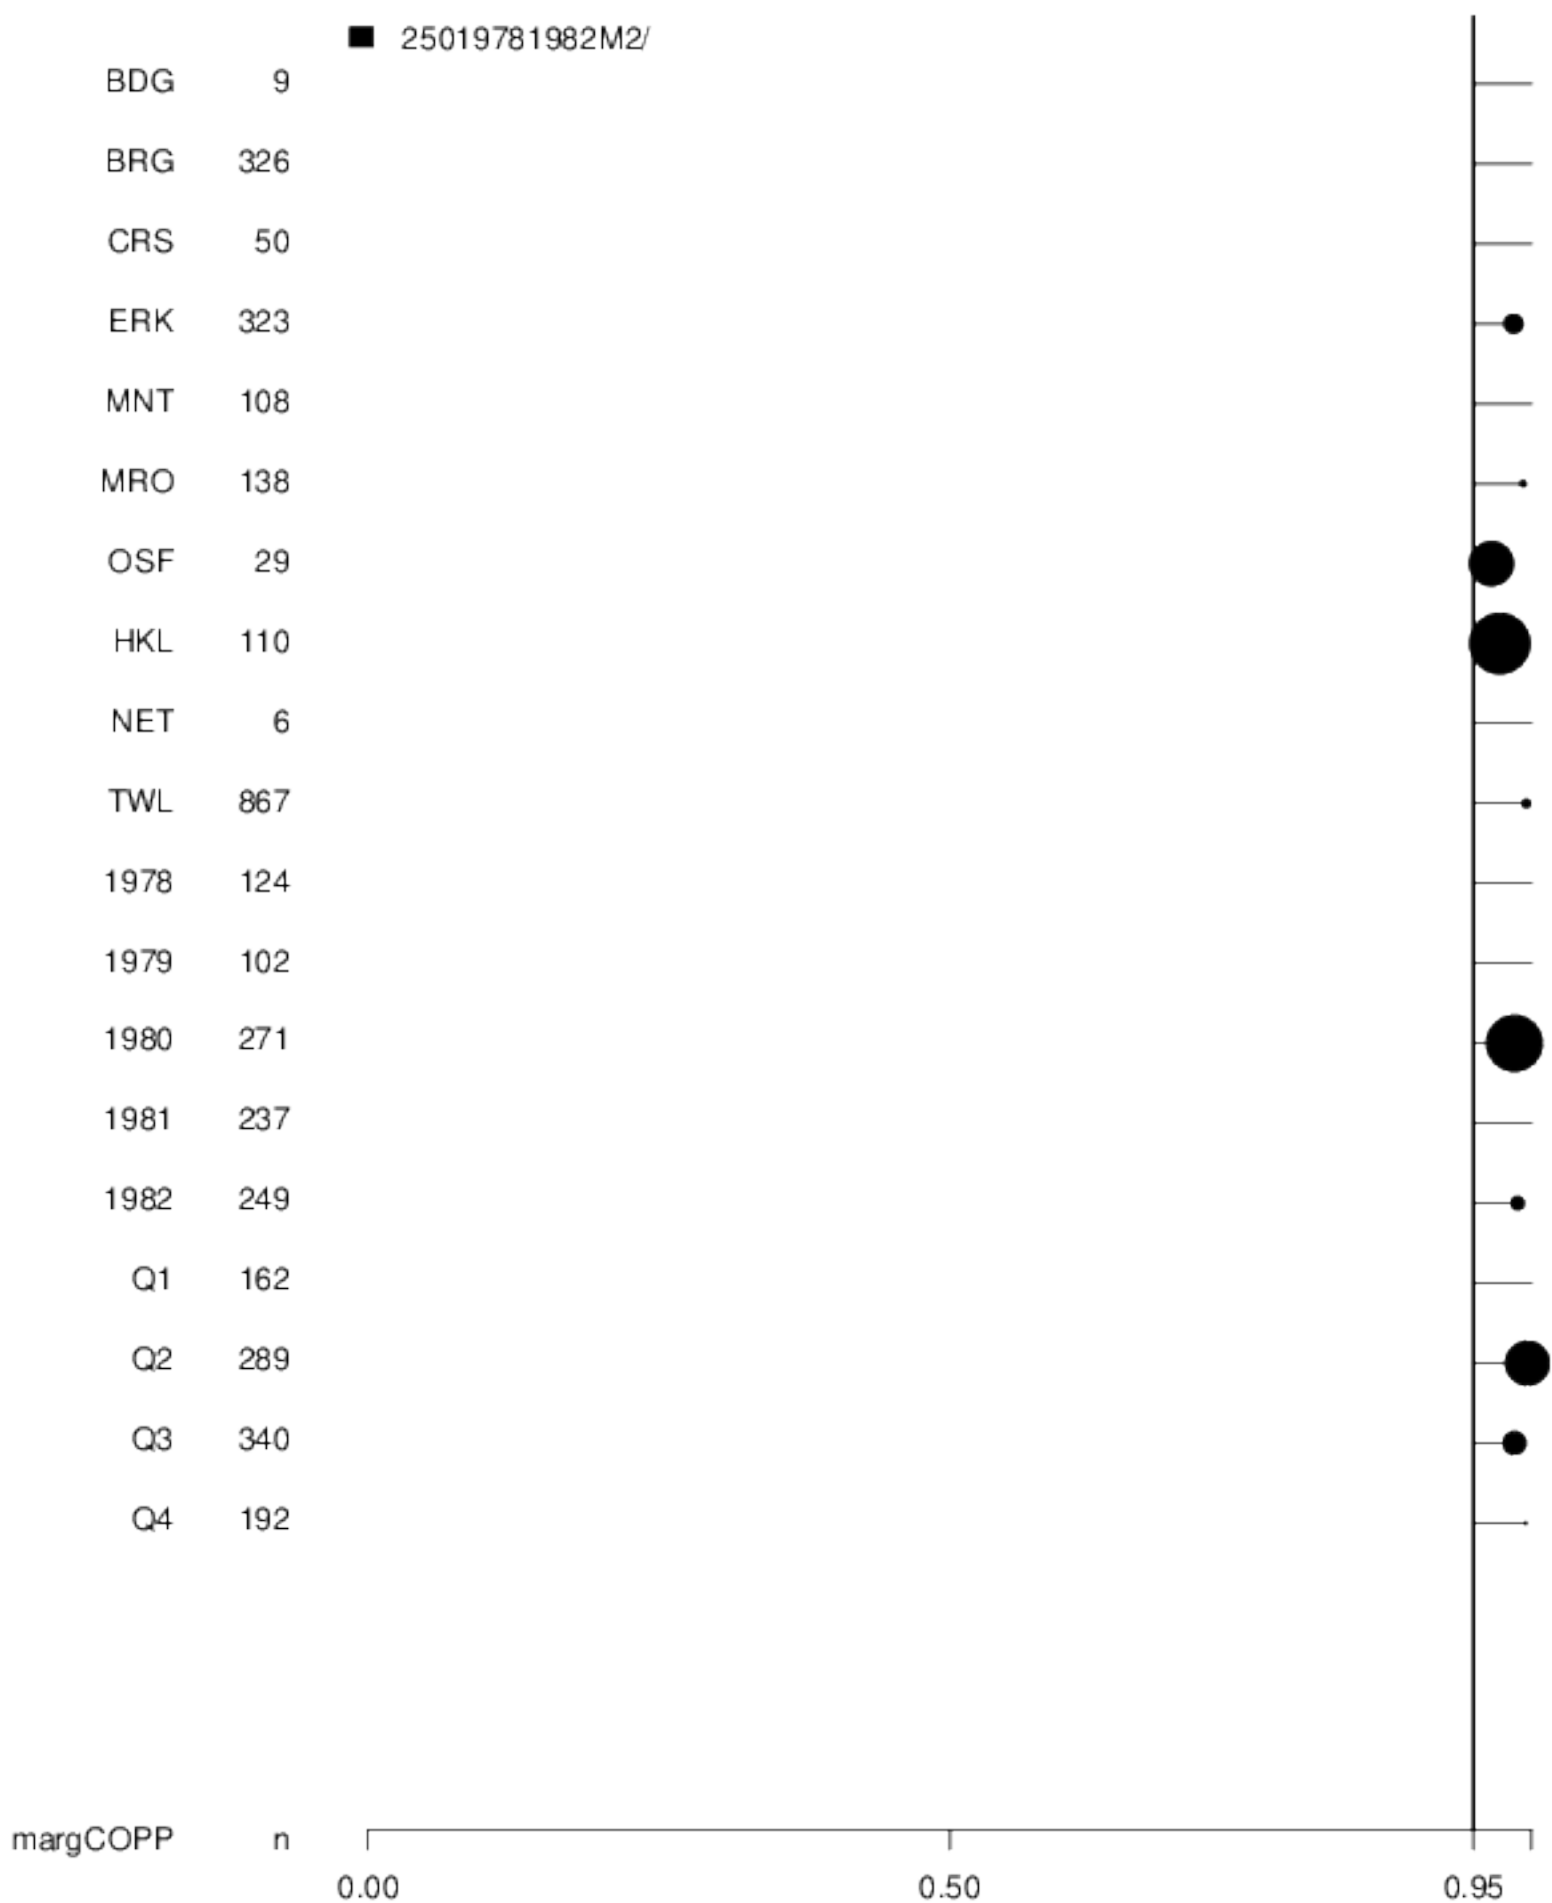 25019781982M2/
BDG 9
BRG 326
CRS 50
ERK 323
MNT 108
MRO 138
OSF 29
HKL 110
NET 6
TWL 867
1978 124
1979 102
1980 271
1981 237
1982 249
Q1 162
Q2 289
Q3 340
Q4 192
margCOPP n
0.00 0.50 0.95